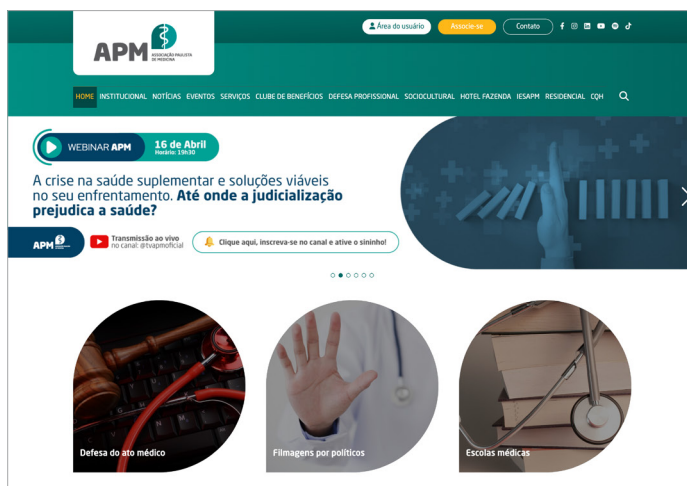 Área do usuário
Associe-se
Contato
APM
ASSOCIAÇÃO PAULISTA
DE MEDICINA
HOME INSTITUCIONAL NOTÍCIAS EVENTOS SERVIÇOS CLUBE DE BENEFÍCIOS DEFESA PROFISSIONAL SOCIOCULTURAL HOTEL FAZENDA IESAPM RESIDENCIAL CQH
WEBINAR APM
16 de Abril
Horário: 19h30
A crise na saúde suplementar e soluções viáveis
no seu enfrentamento. Até onde a judicialização
prejudica a saúde?
APM
Transmissão ao vivo
no canal: @tvapmoficial
Clique aqui, inscreva-se no canal e ative o sininho!
Defesa do ato médico
Filmagens por políticos
Escolas médicas